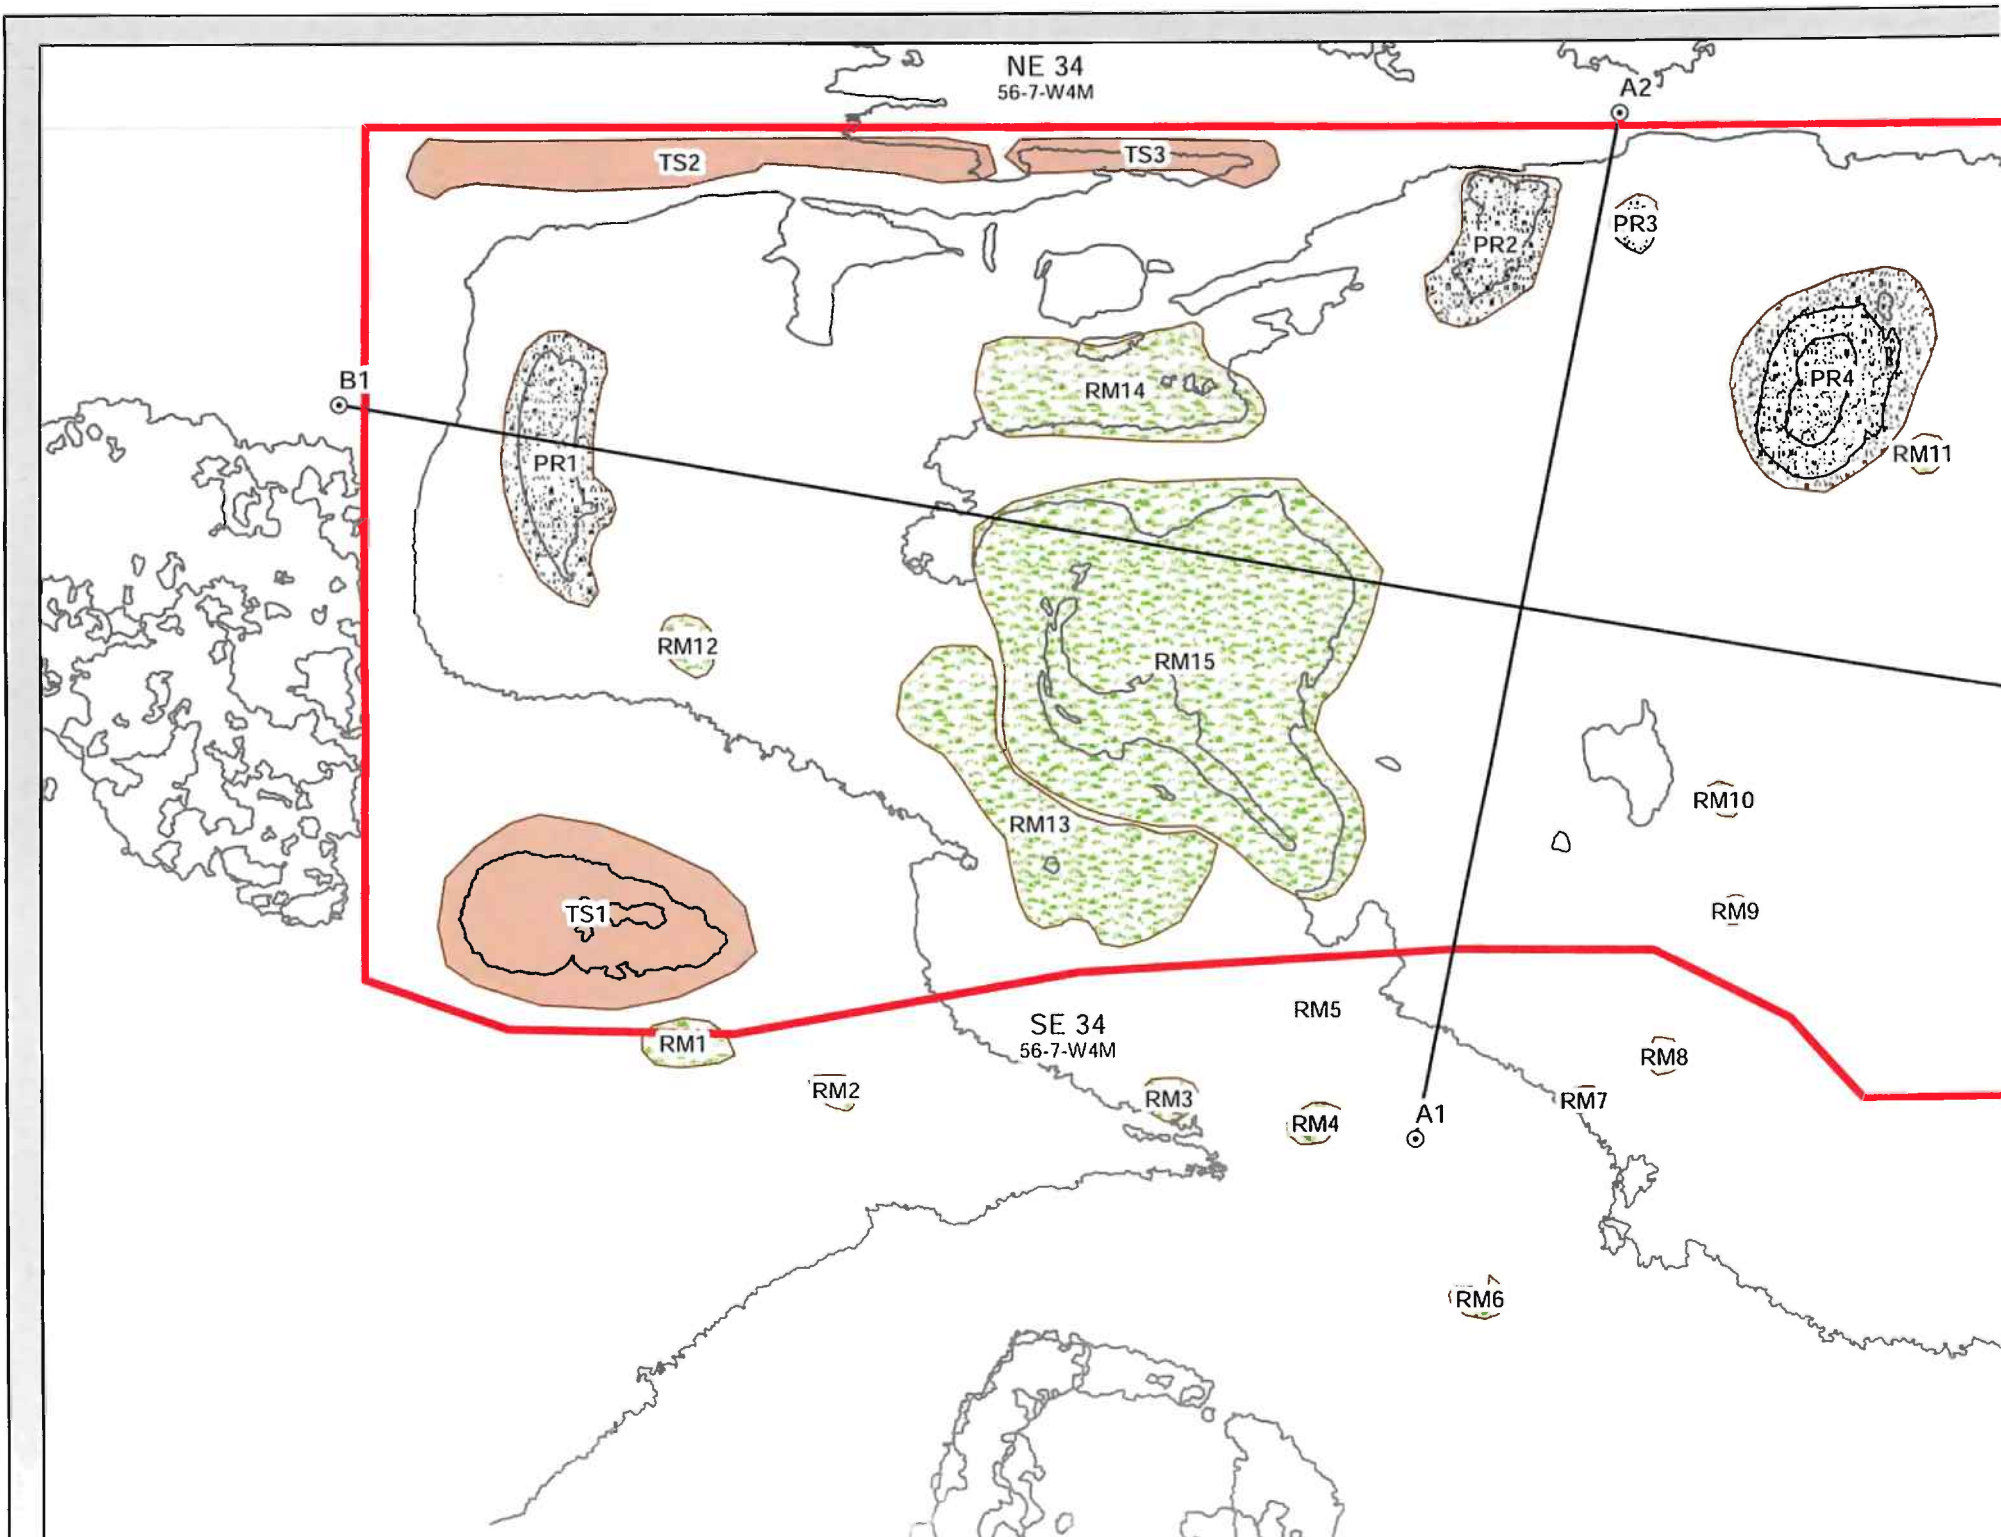 NE 34
56-7-W4M
A2
TS2
TS3
PR3
PR2
B1
RM14
PR4
RM11
PR1
RM12
RM15
RM10
RM13
RM9
TS1
RM5
SE 34
56-7-W4M
RM1
RM8
RM2
RM3
RM7
RM4
A1
RM6